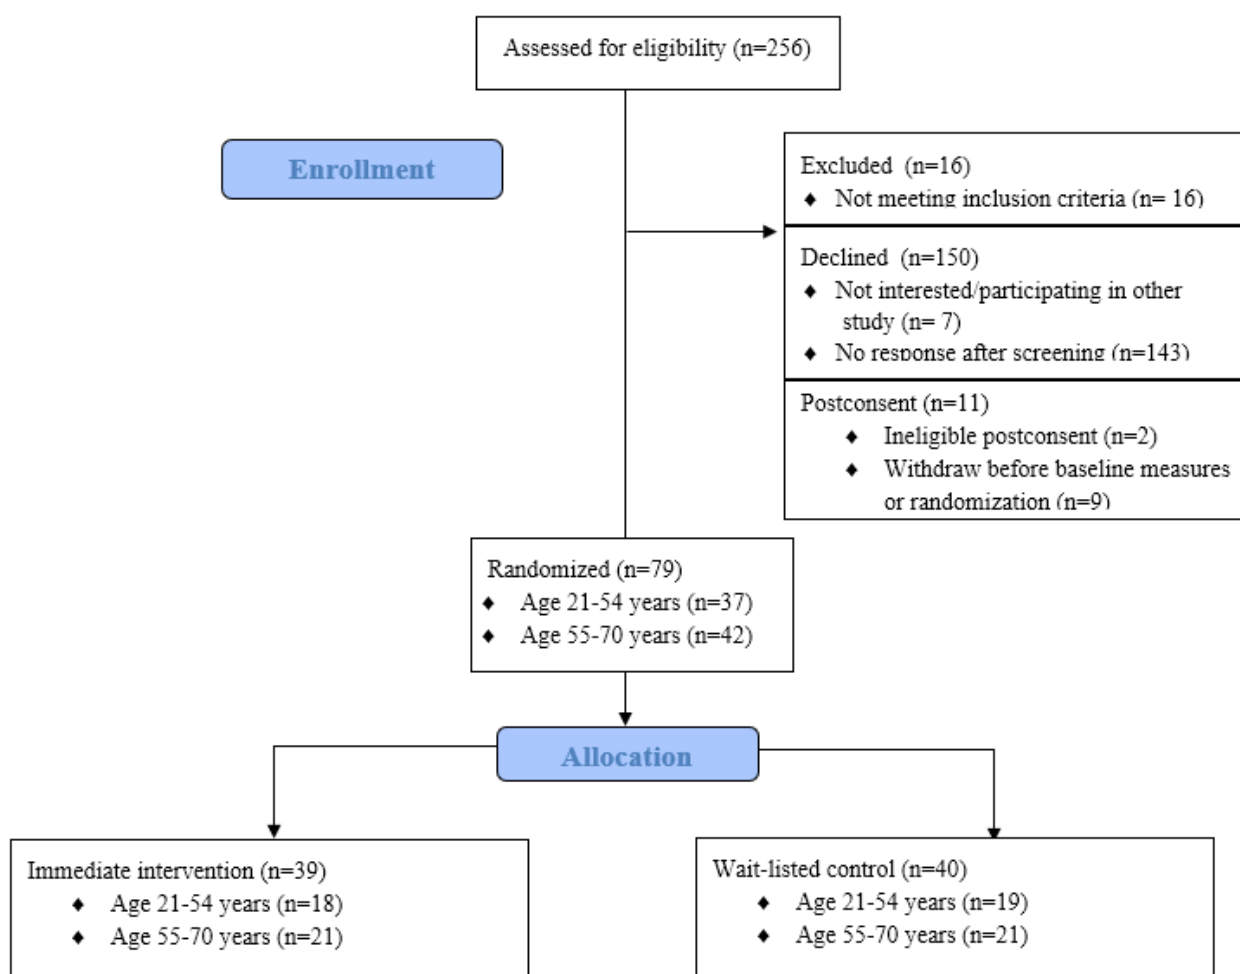 Assessed for eligibility (n=256)
Enrollment
Excluded  (n=16)
♦ Not meeting inclusion criteria (n= 16)
Declined  (n=150)
♦ Not interested/participating in other
study (n= 7)
♦ No response after screening (n=143)
Postconsent (n=11)
♦ Ineligible postconsent (n=2)
♦ Withdraw before baseline measures
or randomization (n=9)
Randomized (n=79)
♦ Age 21-54 years (n=37)
♦ Age 55-70 years (n=42)
Allocation
Immediate intervention (n=39)
♦ Age 21-54 years (n=18)
♦ Age 55-70 years (n=21)
Wait-listed control (n=40)
♦ Age 21-54 years (n=19)
♦ Age 55-70 years (n=21)